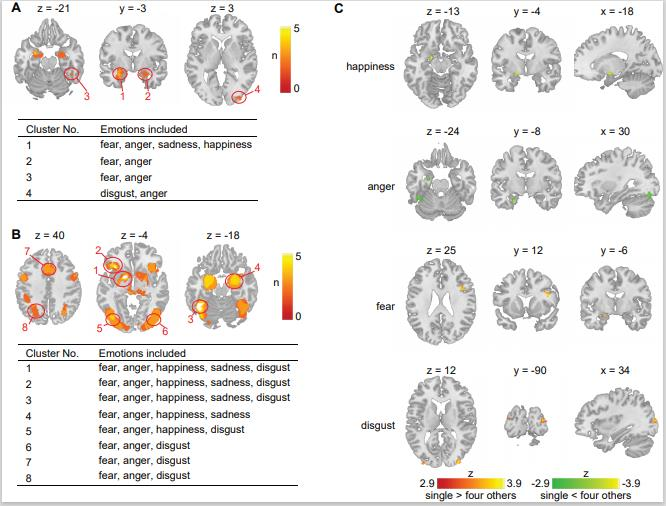 A
z = -21
y = -3
z = 3
5
n
0
3
1
2
4
Cluster No. Emotions included
1 fear, anger, sadness, happiness
2 fear, anger
3 fear, anger
4 disgust, anger
B
z = 40
y = -4
z = -18
7
2
1
4
5
n
0
8
5
6
3
Cluster No. Emotions included
1 fear, anger, happiness, sadness, disgust
2 fear, anger, happiness, sadness, disgust
3 fear, anger, happiness, sadness, disgust
4 fear, anger, happiness, sadness
5 fear, anger, happiness, disgust
6 fear, anger, disgust
7 fear, anger, disgust
8 fear, anger, disgust
C
z = -13
y = -4
x = -18
happiness
z = -24
y = -8
x = 30
anger
z = 25
y = 12
y = -6
fear
z = 12
y = -90
x = 34
disgust
z
2.9 3.9
single > four others
z
-2.9 -3.9
single < four others